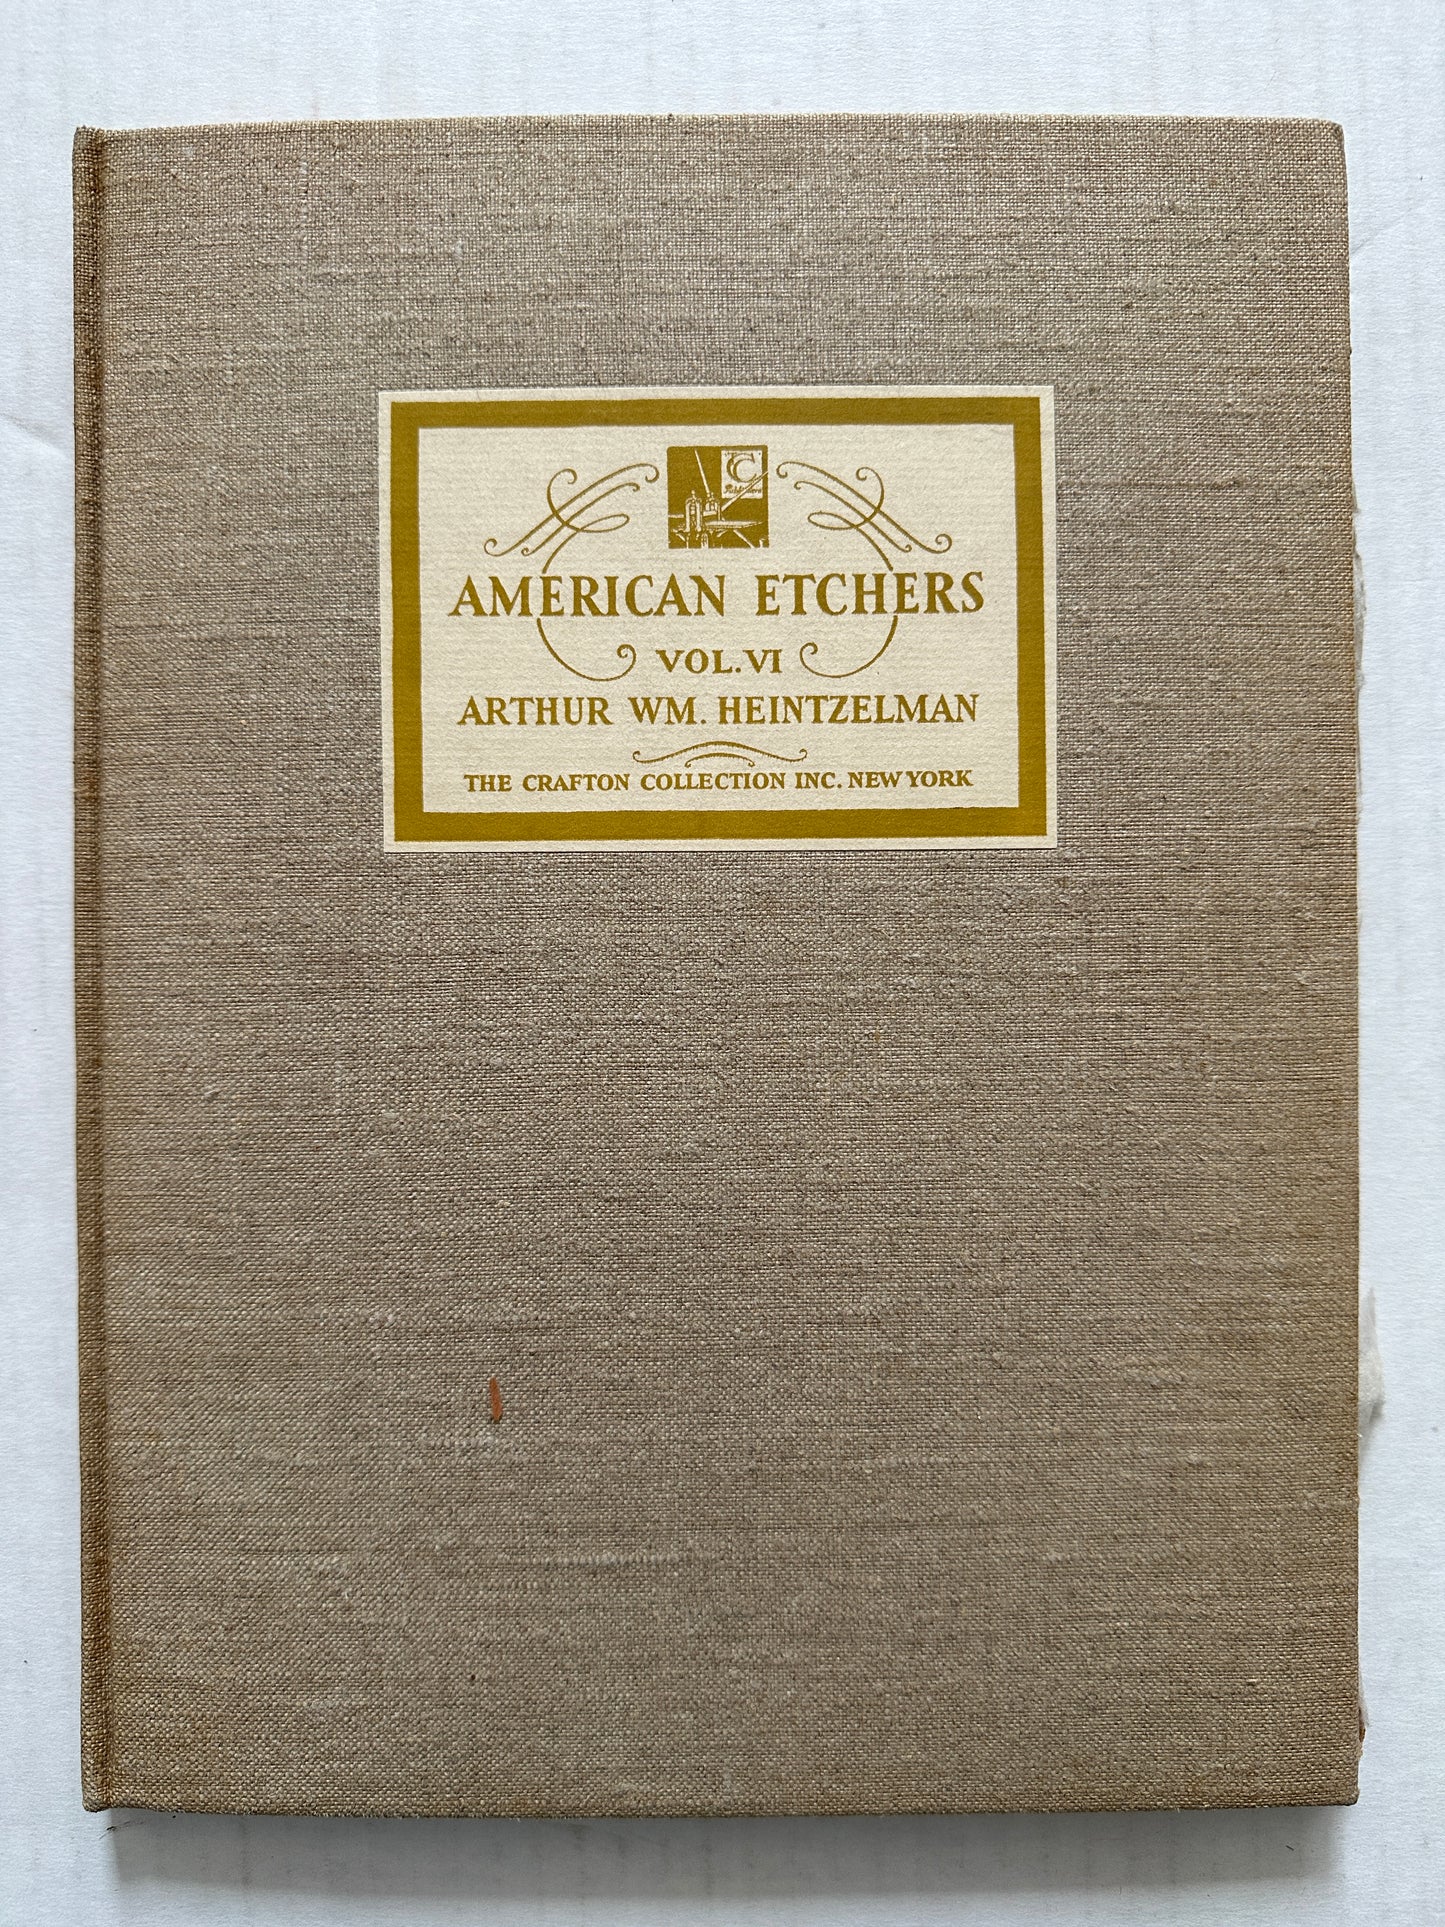 C
AMERICAN ETCHERS
VOL. VI
ARTHUR WM. HEINTZELMAN
THE CRAFTON COLLECTION INC. NEW YORK